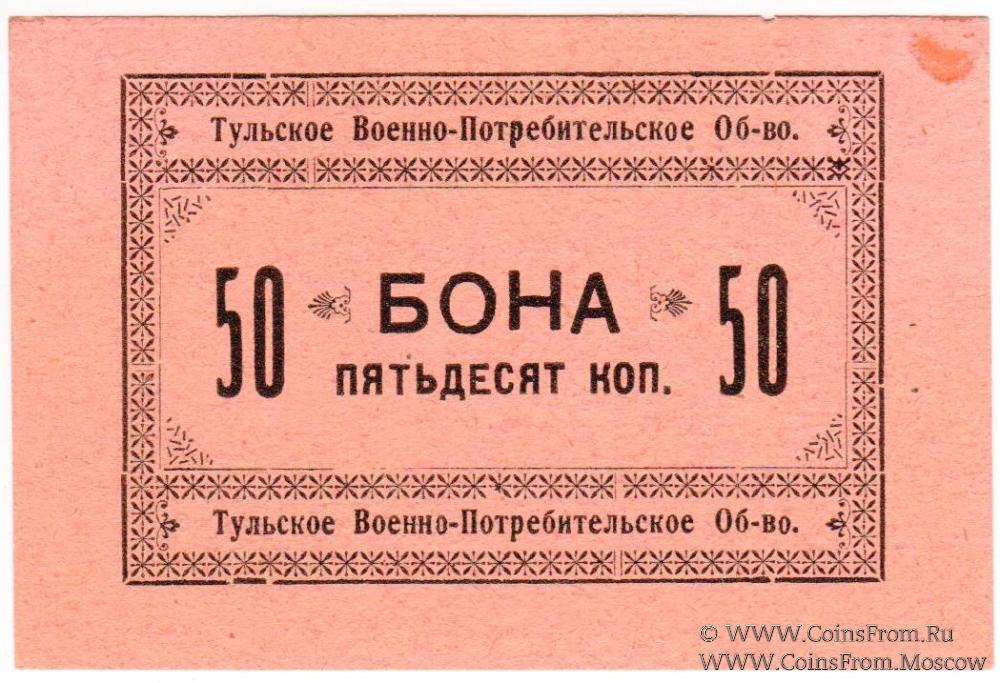 Тульское Военно-Потребительское Об-во.
50 БОНА 50
ПЯТЬДЕСЯТ КОП.
Тульское Военно-Потребительское Об-во.
© WWW.CoinsFrom.Ru
WWW.CoinsFrom.Moscow